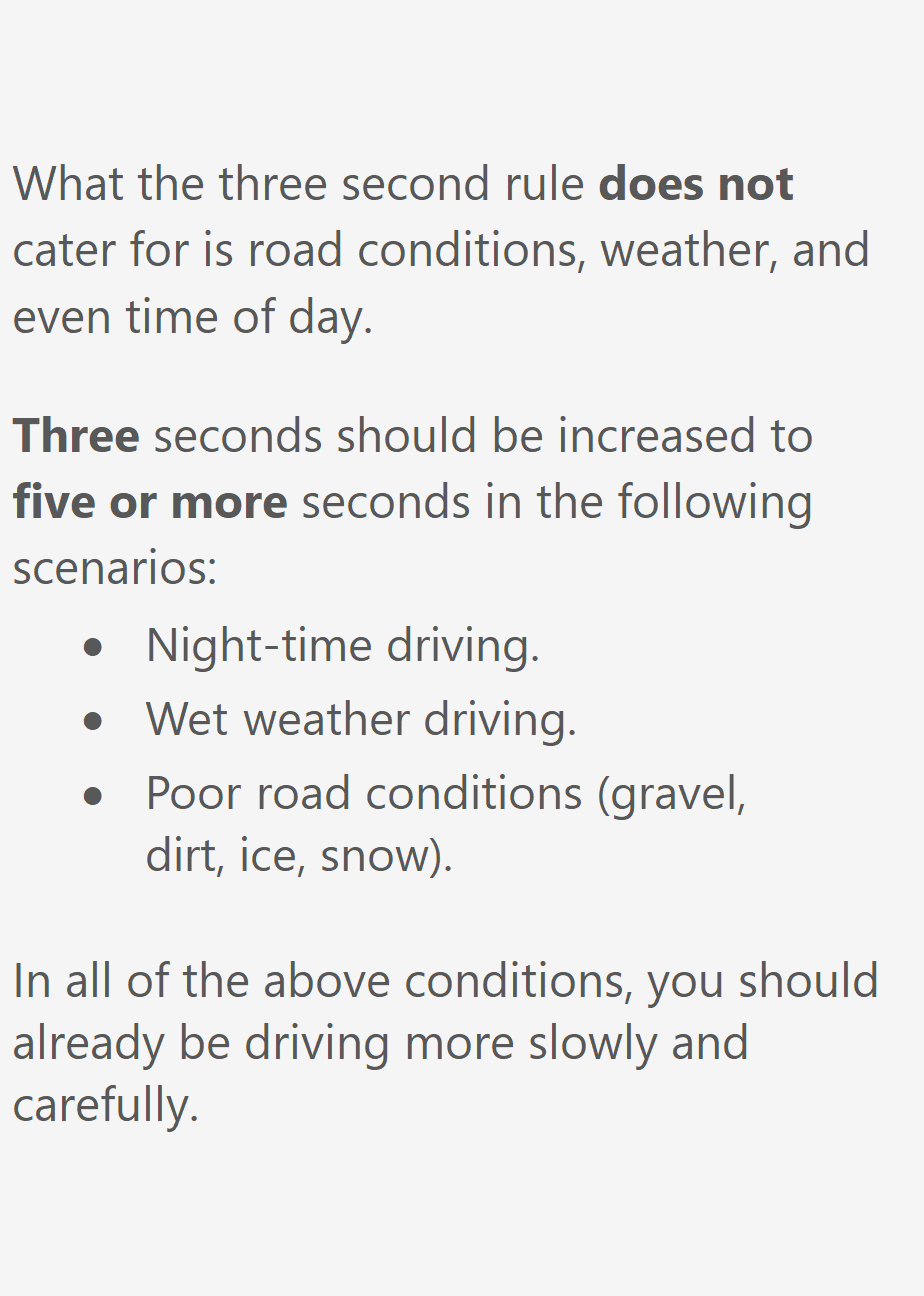 What the three second rule does not
cater for is road conditions, weather, and
even time of day.
Three seconds should be increased to
five or more seconds in the following
scenarios:
● Night-time driving.
● Wet weather driving.
● Poor road conditions (gravel,
dirt, ice, snow).
In all of the above conditions, you should
already be driving more slowly and
carefully.